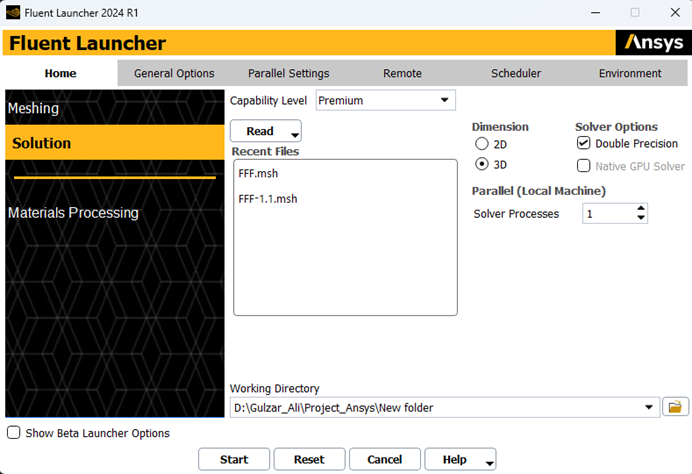 Fluent Launcher 2024 R1
Fluent Launcher
Ansys
Home
General Options
Parallel Settings
Remote
Scheduler
Environment
Meshing
Solution
Materials Processing
Capability Level
Premium
Read
Recent Files
FFF.msh
FFF-1.1.msh
Dimension
2D
3D
Solver Options
Double Precision
Native GPU Solver
Parallel (Local Machine)
Solver Processes
1
Working Directory
D:\Gulzar_Ali\Project_Ansys\New folder
Show Beta Launcher Options
Start
Reset
Cancel
Help